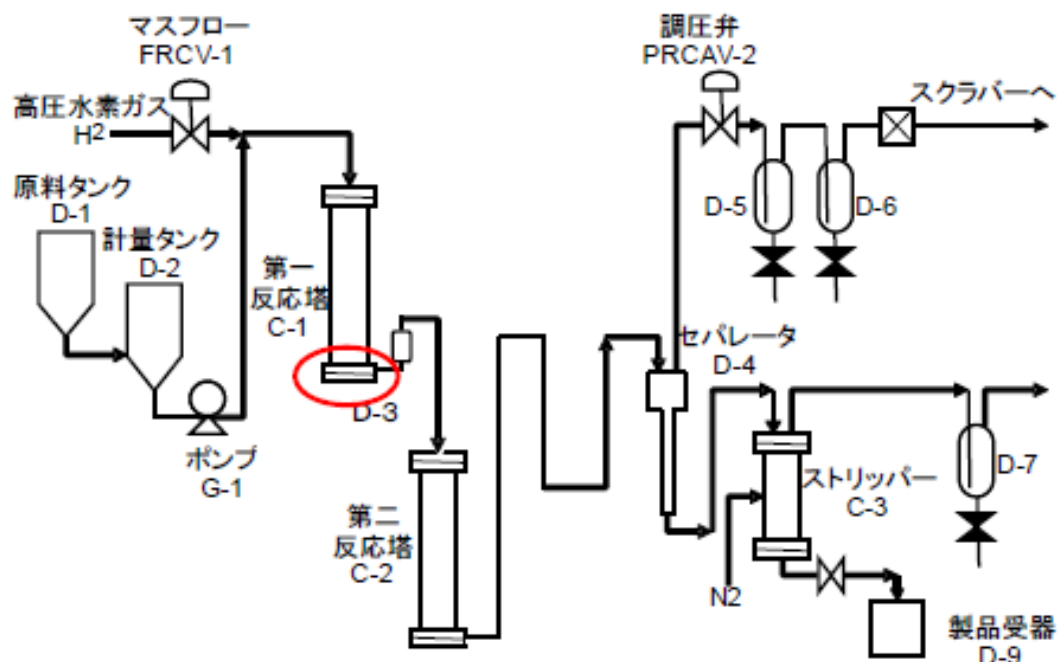 マスフロー
FRCV-1
高圧水素ガス
H2
原料タンク
D-1
計量タンク
D-2
ポンプ
G-1
第一
反応塔
C-1
D-3
第二
反応塔
C-2
調圧弁
PRCAV-2
スクラバーへ
D-5
D-6
セパレータ
D-4
ストリッパー
C-3
N2
D-7
製品受器
D-9